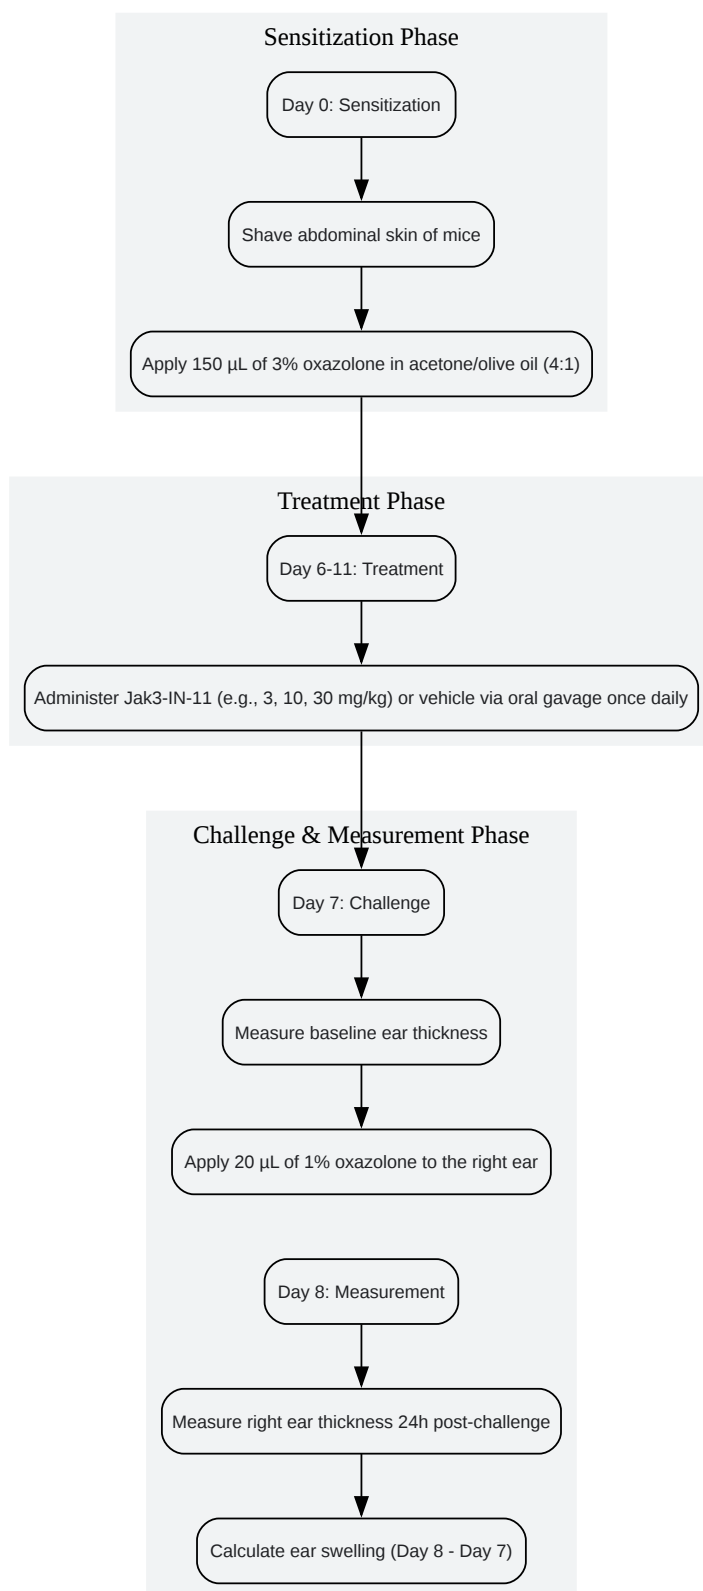 Sensitization Phase
Day 0: Sensitization
Shave abdominal skin of mice
Apply 150 µL of 3% oxazolone in acetone/olive oil (4:1)
Treatment Phase
Day 6-11: Treatment
Administer Jak3-IN-11 (e.g., 3, 10, 30 mg/kg) or vehicle via oral gavage once daily
Challenge & Measurement Phase
Day 7: Challenge
Measure baseline ear thickness
Apply 20 µL of 1% oxazolone to the right ear
Day 8: Measurement
Measure right ear thickness 24h post-challenge
Calculate ear swelling (Day 8 - Day 7)